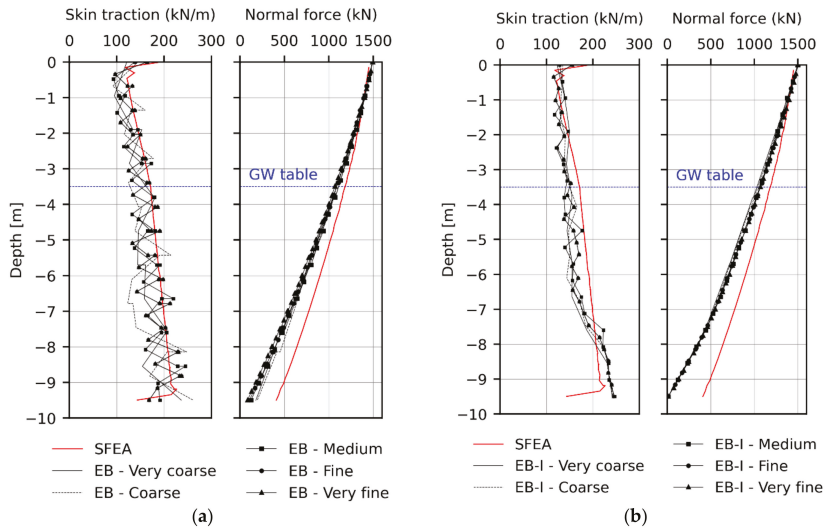 Skin traction (kN/m) Normal force (kN)
0 100 200 300 0 500 1000 1500
0
−1
−2
−3
−4
−5
−6
−7
−8
−9
−10
Depth [m]
GW table
SFEA
EB - Very coarse
EB - Coarse
EB - Medium
EB - Fine
EB - Very fine
(a)
Skin traction (kN/m) Normal force (kN)
0 100 200 300 0 500 1000 1500
0
−1
−2
−3
−4
−5
−6
−7
−8
−9
−10
Depth [m]
GW table
SFEA
EB-I - Very coarse
EB-I - Coarse
EB-I - Medium
EB-I - Fine
EB-I - Very fine
(b)